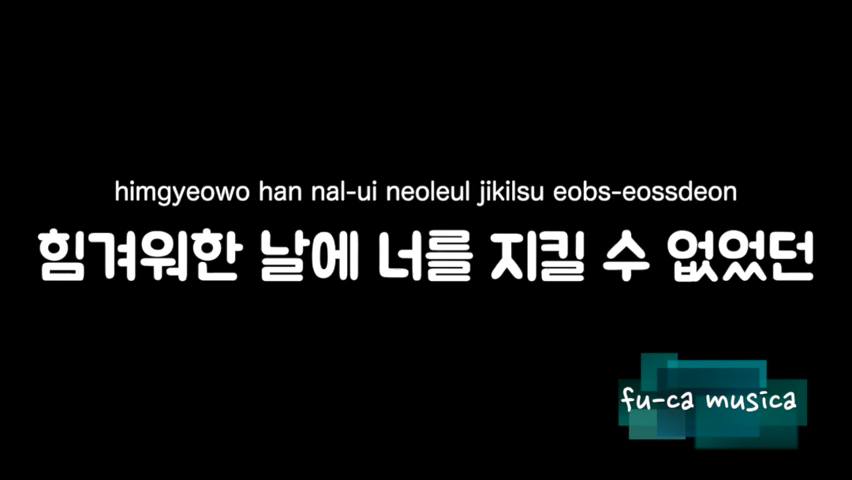 himgyeowo han nal-ui neoleul jikilsu eobs-eossdeon
힘겨워한 날에 너를 지킬 수 없었던
fu-ca musica